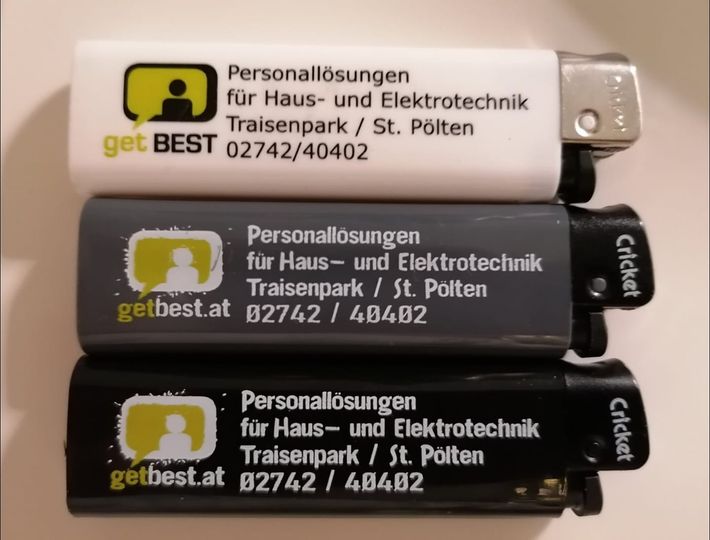 Personallösungen
für Haus- und Elektrotechnik
Traisenpark / St. Pölten
02742/40402
get BEST
Cricket
Personallösungen
für Haus- und Elektrotechnik
Traisenpark / St. Pölten
02742 / 40402
getbest.at
Cricket
Personallösungen
für Haus- und Elektrotechnik
Traisenpark / St. Pölten
02742 / 40402
getbest.at
Cricket